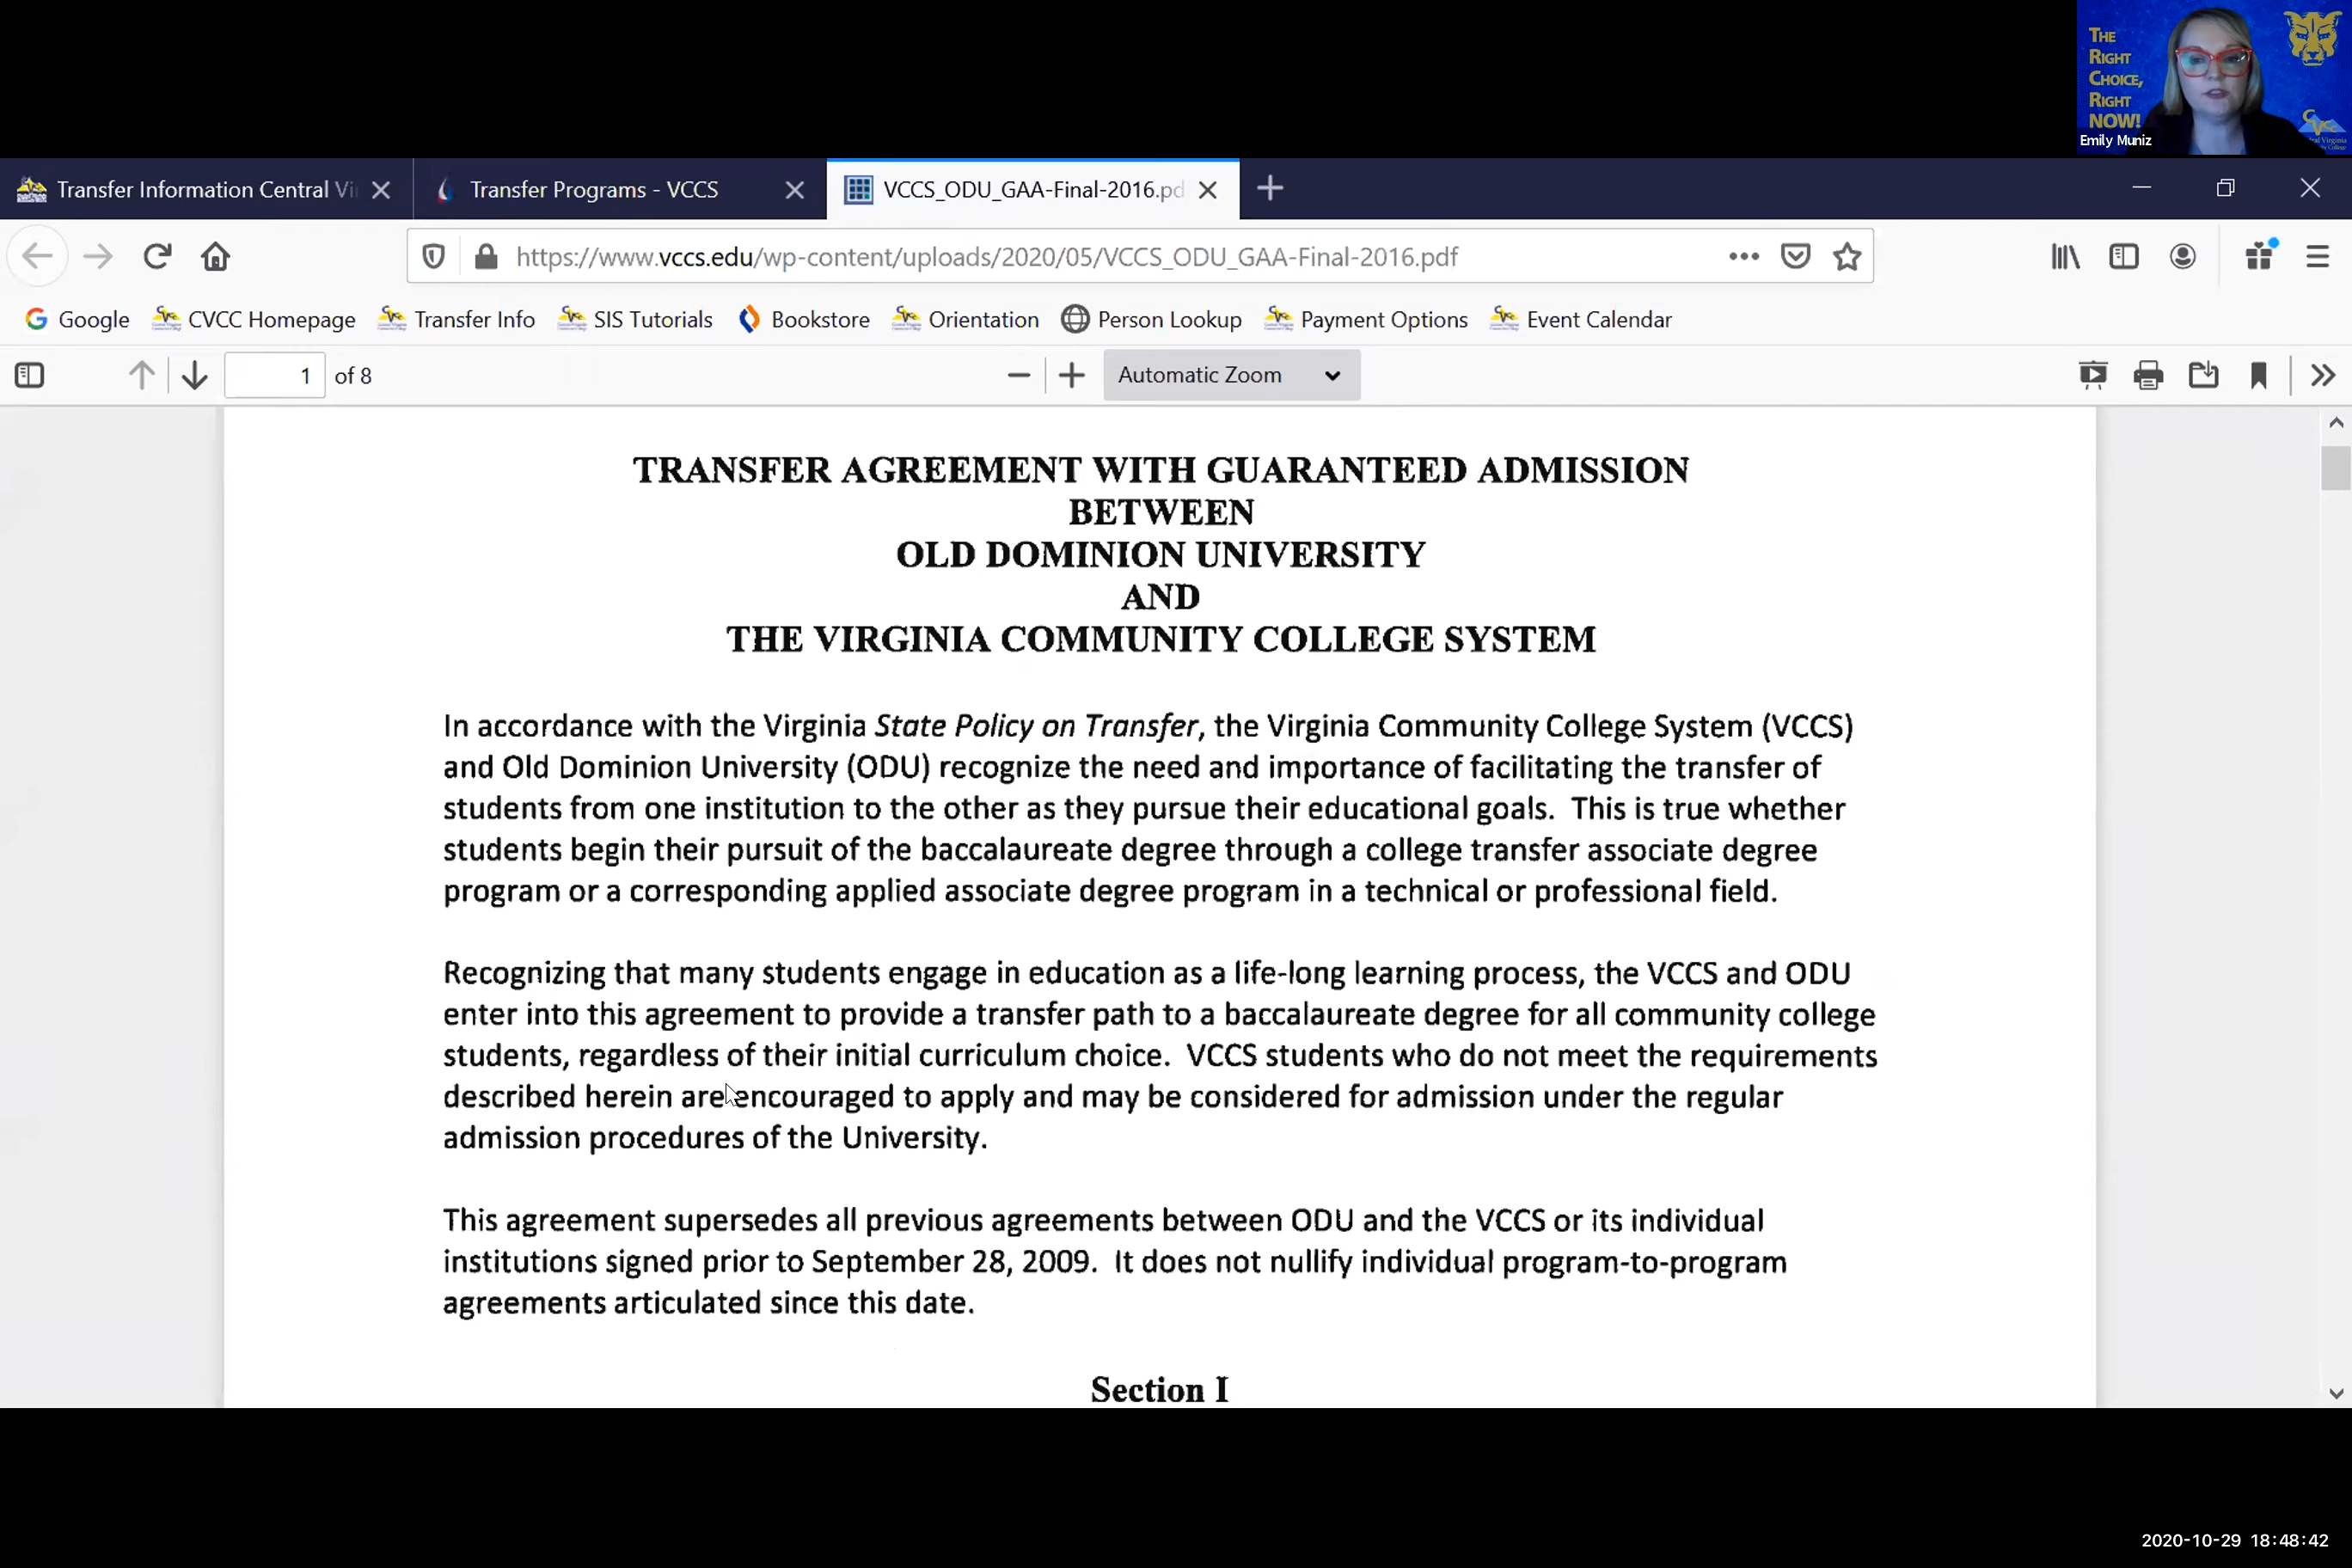 THE
RIGHT
CHOICE,
RIGHT
NOW!
Emily Muniz
CVCC
Transfer Information Central Vi
Transfer Programs - VCCS
VCCS_ODU_GAA-Final-2016.pd
https://www.vccs.edu/wp-content/uploads/2020/05/VCCS_ODU_GAA-Final-2016.pdf
Google CVCC Homepage Transfer Info SIS Tutorials Bookstore Orientation Person Lookup Payment Options Event Calendar
1 of 8 Automatic Zoom
TRANSFER AGREEMENT WITH GUARANTEED ADMISSION
BETWEEN
OLD DOMINION UNIVERSITY
AND
THE VIRGINIA COMMUNITY COLLEGE SYSTEM
In accordance with the Virginia State Policy on Transfer, the Virginia Community College System (VCCS)
and Old Dominion University (ODU) recognize the need and importance of facilitating the transfer of
students from one institution to the other as they pursue their educational goals. This is true whether
students begin their pursuit of the baccalaureate degree through a college transfer associate degree
program or a corresponding applied associate degree program in a technical or professional field.
Recognizing that many students engage in education as a life-long learning process, the VCCS and ODU
enter into this agreement to provide a transfer path to a baccalaureate degree for all community college
students, regardless of their initial curriculum choice. VCCS students who do not meet the requirements
described herein are encouraged to apply and may be considered for admission under the regular
admission procedures of the University.
This agreement supersedes all previous agreements between ODU and the VCCS or its individual
institutions signed prior to September 28, 2009. It does not nullify individual program-to-program
agreements articulated since this date.
Section I
2020-10-29 18:48:42